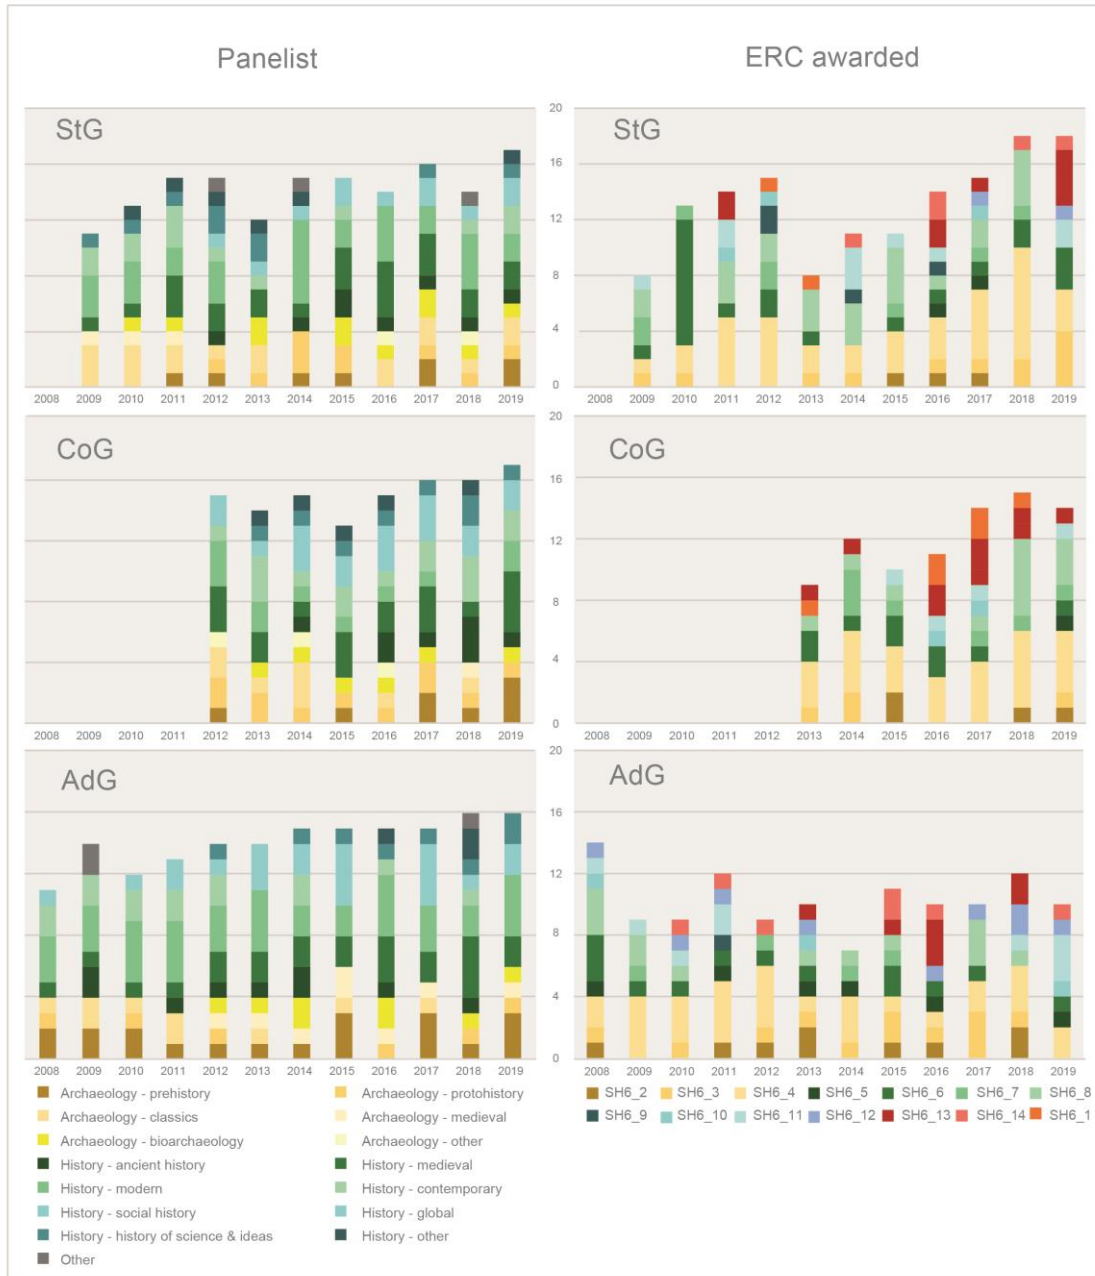 Panelist ERC awarded
StG 20 StG
16
12
8
4
0
2008 2009 2010 2011 2012 2013 2014 2015 2016 2017 2018 2019 2008 2009 2010 2011 2012 2013 2014 2015 2016 2017 2018 2019
CoG 20 CoG
16
12
8
4
0
2008 2009 2010 2011 2012 2013 2014 2015 2016 2017 2018 2019 2008 2009 2010 2011 2012 2013 2014 2015 2016 2017 2018 2019
AdG 20 AdG
16
12
8
4
0
2008 2009 2010 2011 2012 2013 2014 2015 2016 2017 2018 2019 2008 2009 2010 2011 2012 2013 2014 2015 2016 2017 2018 2019
Archaeology - prehistory Archaeology - protohistory
Archaeology - classics Archaeology - medieval
Archaeology - bioarchaeology Archaeology - other
History - ancient history History - medieval
History - modern History - contemporary
History - social history History - global
History - history of science & ideas History - other
Other
SH6_2 SH6_3 SH6_4 SH6_5 SH6_6 SH6_7 SH6_8
SH6_9 SH6_10 SH6_11 SH6_12 SH6_13 SH6_14 SH6_1